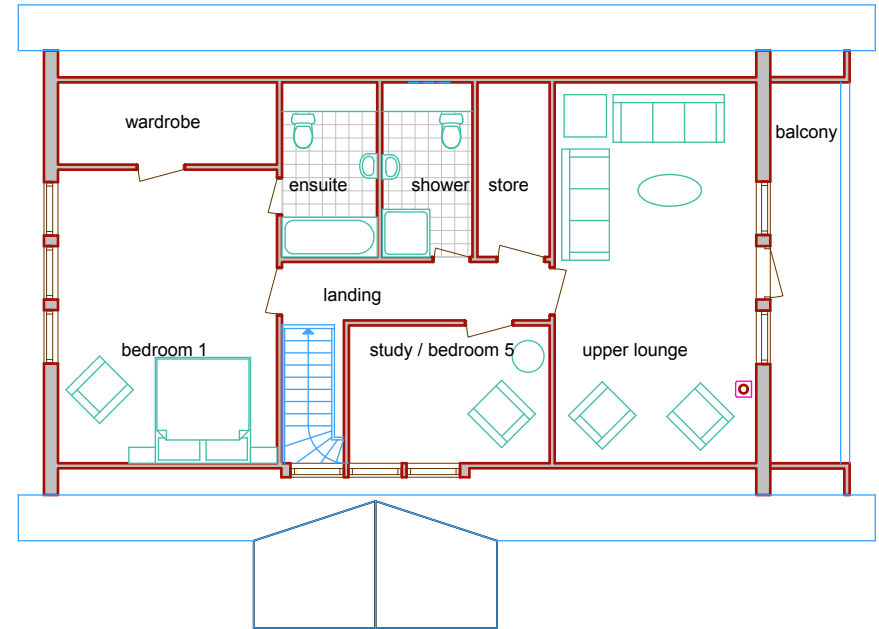 wardrobe
balcony
ensuite
shower
store
landing
bedroom 1
study / bedroom 5
upper lounge